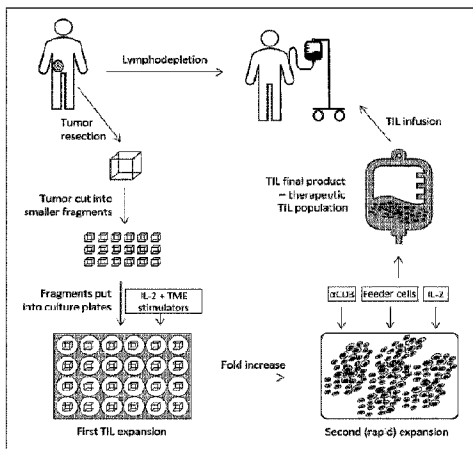 Lymphodepletion
Tumor
resection
TIL infusion
TIL final product
– therapeutic
TIL population
Tumor cut into
smaller fragments
Fragments put
into culture plates
IL-2 + TME
stimulators
αCD3
Feeder cells
IL-2
Fold increase
First TIL expansion
Second (rapid) expansion